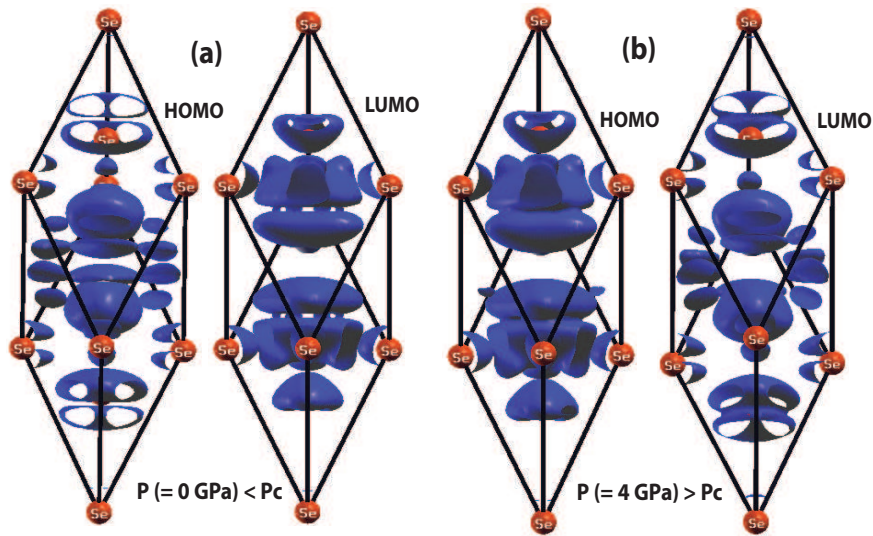 Se Se Se Se
(a) (b)
HOMO LUMO HOMO LUMO
Se Se
Se Se Se Se Se Se Se Se
Se Se Se Se Se Se Se Se Se Se Se Se
P (= 0 GPa) < Pc P (= 4 GPa) > Pc
Se Se Se Se